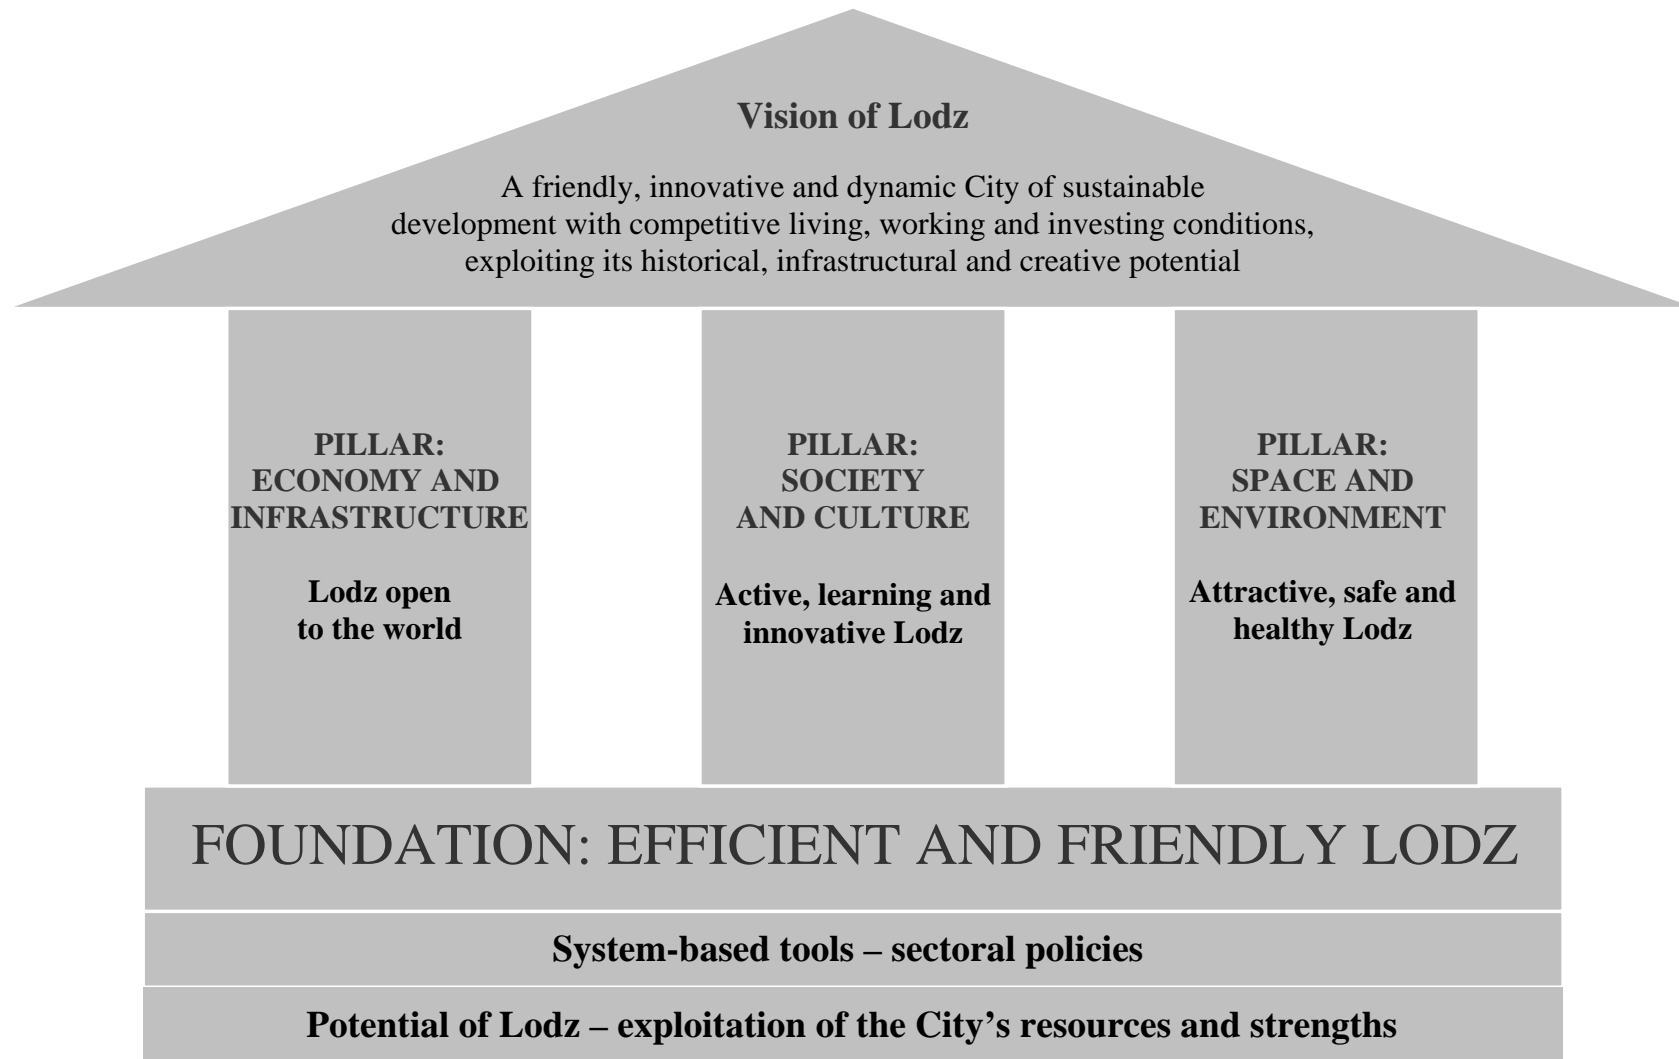 Vision of Lodz
A friendly, innovative and dynamic City of sustainable
development with competitive living, working and investing conditions,
exploiting its historical, infrastructural and creative potential
PILLAR:
ECONOMY AND
INFRASTRUCTURE
Lodz open
to the world
PILLAR:
SOCIETY
AND CULTURE
Active, learning and
innovative Lodz
PILLAR:
SPACE AND
ENVIRONMENT
Attractive, safe and
healthy Lodz
FOUNDATION: EFFICIENT AND FRIENDLY LODZ
System-based tools – sectoral policies
Potential of Lodz – exploitation of the City’s resources and strengths